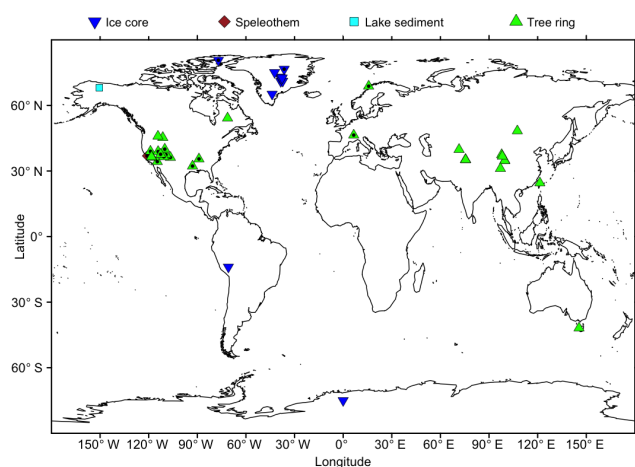 Ice core Speleothem Lake sediment Tree ring
60° N
30° N
0°
30° S
60° S
Latitude
150° W 120° W 90° W 60° W 30° W 0° 30° E 60° E 90° E 120° E 150° E
Longitude